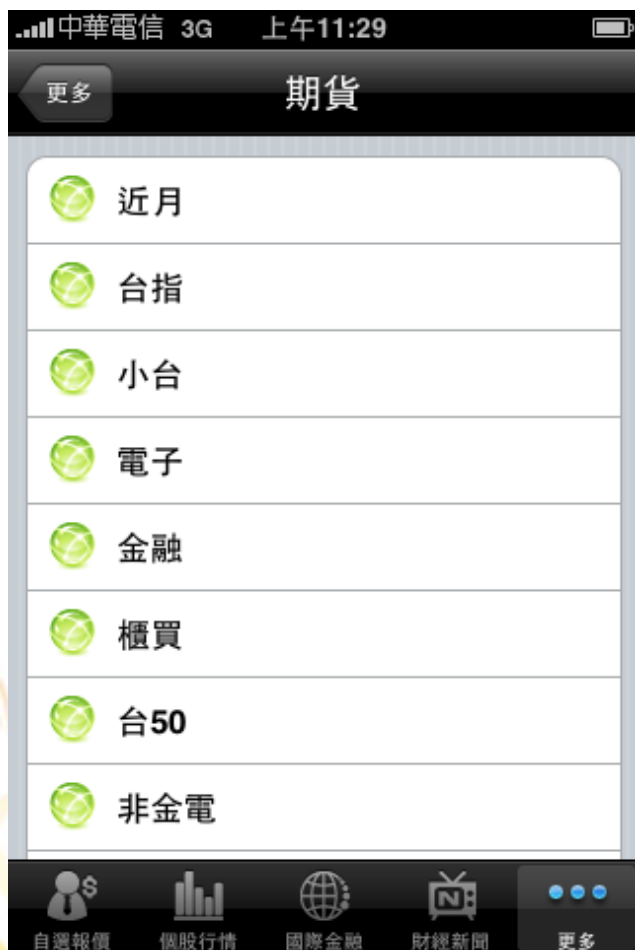 中華電信 3G 上午11:29
更多 期貨
近月
台指
小台
電子
金融
櫃買
台50
非金電
自選報價 個股行情 國際金融 財經新聞 更多